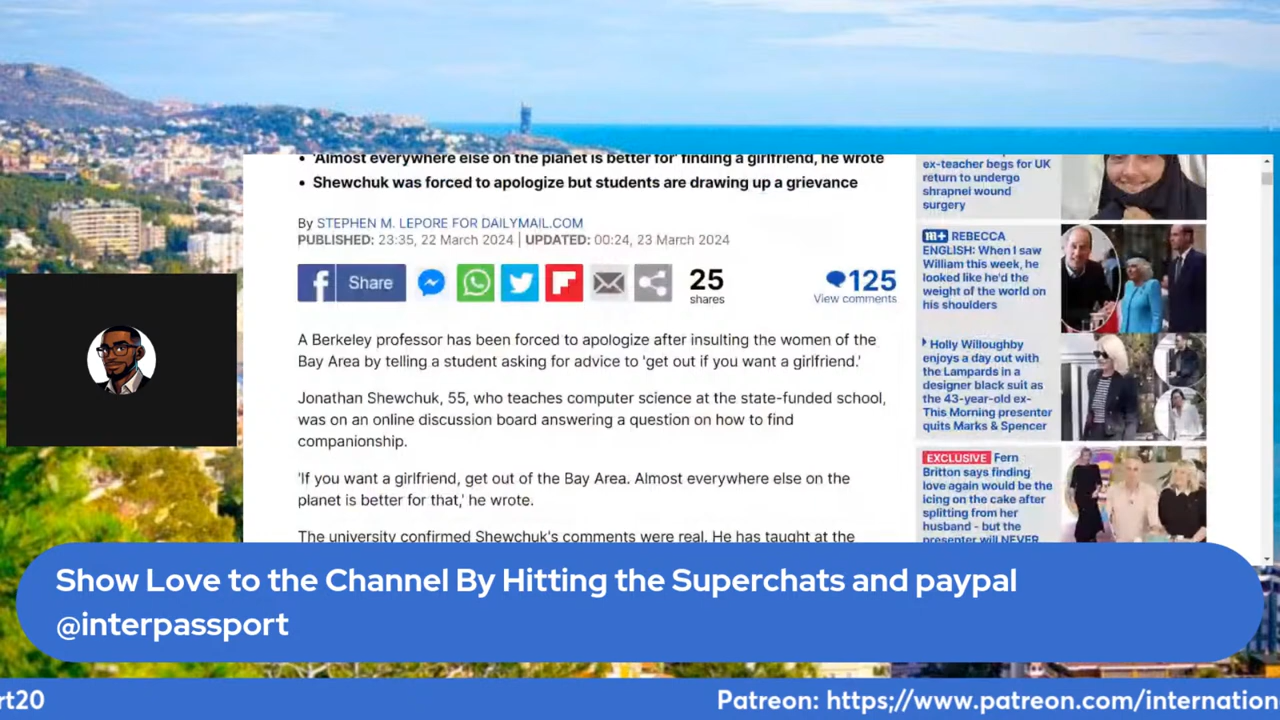 • 'Almost everywhere else on the planet is better for' finding a girlfriend, he wrote
• Shewchuk was forced to apologize but students are drawing up a grievance
By STEPHEN M. LEPORE FOR DAILYMAIL.COM
PUBLISHED: 23:35, 22 March 2024 | UPDATED: 00:24, 23 March 2024
f Share
25
shares
125
View comments
A Berkeley professor has been forced to apologize after insulting the women of the
Bay Area by telling a student asking for advice to 'get out if you want a girlfriend.'
Jonathan Shewchuk, 55, who teaches computer science at the state-funded school,
was on an online discussion board answering a question on how to find
companionship.
'If you want a girlfriend, get out of the Bay Area. Almost everywhere else on the
planet is better for that,' he wrote.
The university confirmed Shewchuk's comments were real. He has taught at the
ex-teacher begs for UK
return to undergo
shrapnel wound
surgery
m+ REBECCA
ENGLISH: When I saw
William this week, he
looked like he'd the
weight of the world on
his shoulders
Holly Willoughby
enjoys a day out with
the Lampards in a
designer black suit as
the 43-year-old ex-
This Morning presenter
quits Marks & Spencer
EXCLUSIVE Fern
Britton says finding
love again would be the
icing on the cake after
splitting from her
husband - but the
presenter will NEVER
Show Love to the Channel By Hitting the Superchats and paypal
@interpassport
rt20
Patreon: https;//www.patreon.com/internation